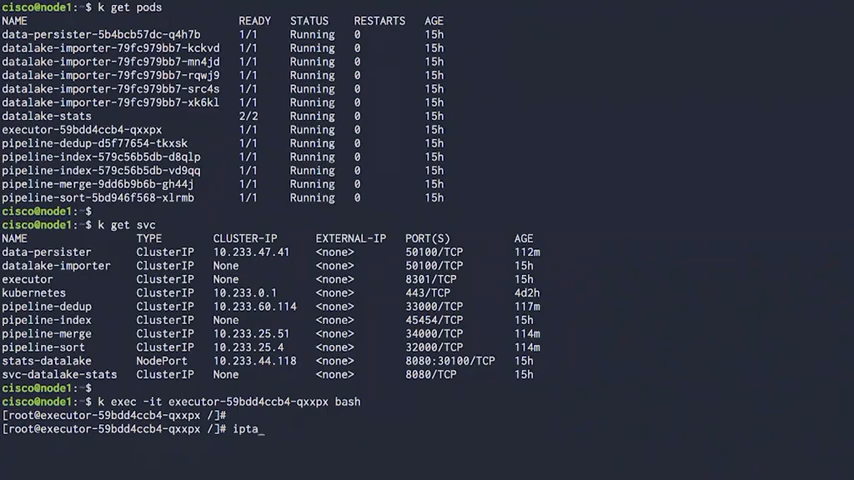 cisco@node1:~$ k get pods
NAME READY STATUS RESTARTS AGE
data-persister-5b4bcb57dc-q4h7b 1/1 Running 0 15h
datalake-importer-79fc979bb7-kckvd 1/1 Running 0 15h
datalake-importer-79fc979bb7-mn4jd 1/1 Running 0 15h
datalake-importer-79fc979bb7-rqwj9 1/1 Running 0 15h
datalake-importer-79fc979bb7-src4s 1/1 Running 0 15h
datalake-importer-79fc979bb7-xk6kl 1/1 Running 0 15h
datalake-stats 2/2 Running 0 15h
executor-59bdd4ccb4-qxxpx 1/1 Running 0 15h
pipeline-dedup-d5f77654-tkxsk 1/1 Running 0 15h
pipeline-index-579c56b5db-d8qlp 1/1 Running 0 15h
pipeline-index-579c56b5db-vd9qq 1/1 Running 0 15h
pipeline-merge-9dd6b9b6b-gh44j 1/1 Running 0 15h
pipeline-sort-5bd946f568-xlrmb 1/1 Running 0 15h
cisco@node1:~$
cisco@node1:~$ k get svc
NAME TYPE CLUSTER-IP EXTERNAL-IP PORT(S) AGE
data-persister ClusterIP 10.233.47.41 <none> 50100/TCP 112m
datalake-importer ClusterIP None <none> 50100/TCP 15h
executor ClusterIP None <none> 8301/TCP 15h
kubernetes ClusterIP 10.233.0.1 <none> 443/TCP 4d2h
pipeline-dedup ClusterIP 10.233.60.114 <none> 33000/TCP 117m
pipeline-index ClusterIP None <none> 45454/TCP 15h
pipeline-merge ClusterIP 10.233.25.51 <none> 34000/TCP 114m
pipeline-sort ClusterIP 10.233.25.4 <none> 32000/TCP 114m
stats-datalake NodePort 10.233.44.118 <none> 8080:30100/TCP 15h
svc-datalake-stats ClusterIP None <none> 8080/TCP 15h
cisco@node1:~$
cisco@node1:~$ k exec -it executor-59bdd4ccb4-qxxpx bash
[root@executor-59bdd4ccb4-qxxpx /]#
[root@executor-59bdd4ccb4-qxxpx /]# ipta_